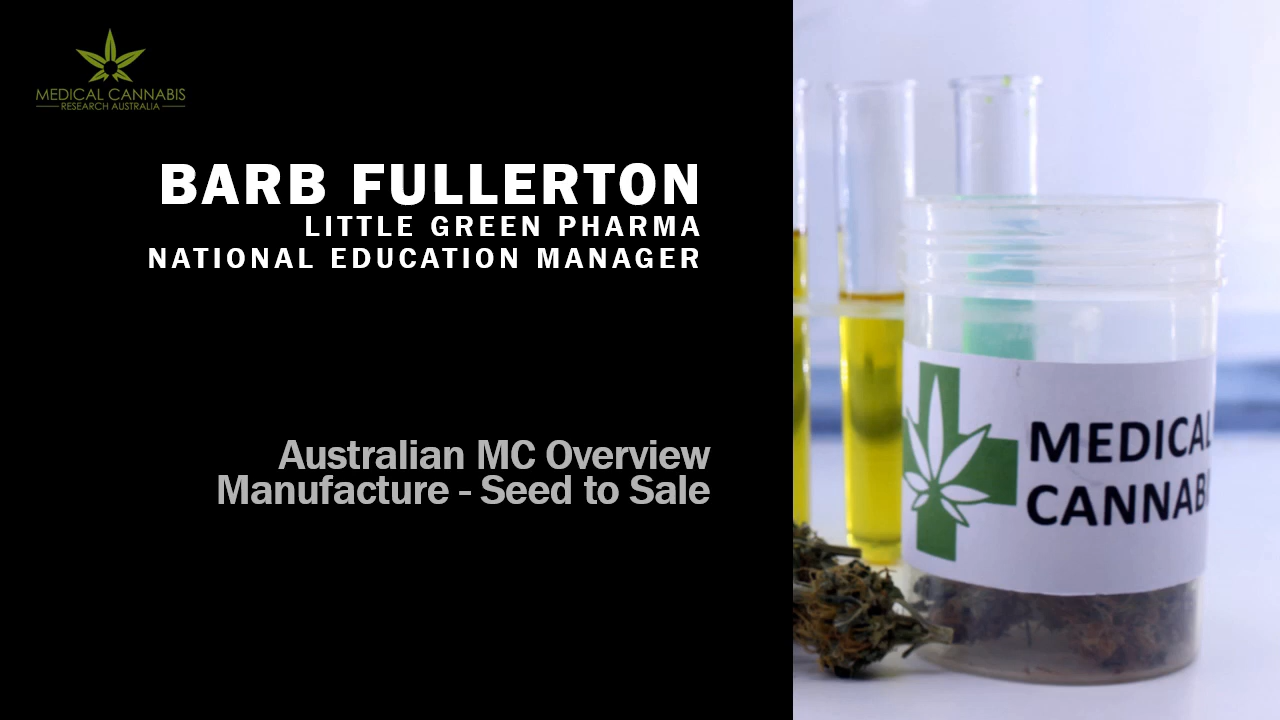 MEDICAL CANNABIS
RESEARCH AUSTRALIA
BARB FULLERTON
LITTLE GREEN PHARMA
NATIONAL EDUCATION MANAGER
Australian MC Overview
Manufacture - Seed to Sale
MEDICAL
CANNAB